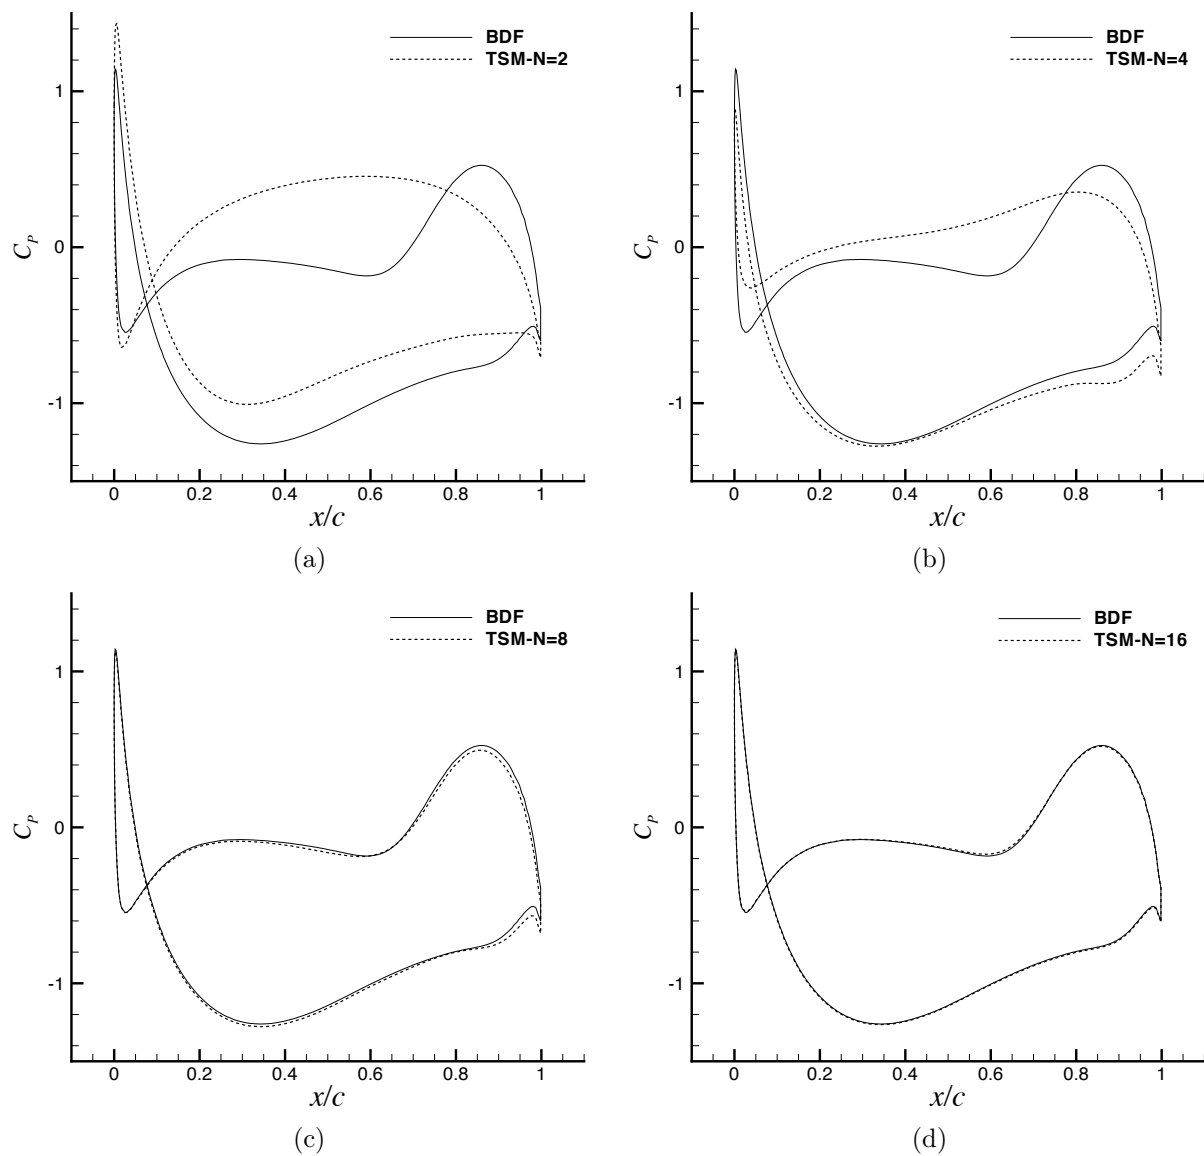 BDF
TSM-N=2
1
0
-1
C_P
0 0.2 0.4 0.6 0.8 1
x/c
(a)
BDF
TSM-N=4
1
0
-1
C_P
0 0.2 0.4 0.6 0.8 1
x/c
(b)
BDF
TSM-N=8
1
0
-1
C_P
0 0.2 0.4 0.6 0.8 1
x/c
(c)
BDF
TSM-N=16
1
0
-1
C_P
0 0.2 0.4 0.6 0.8 1
x/c
(d)